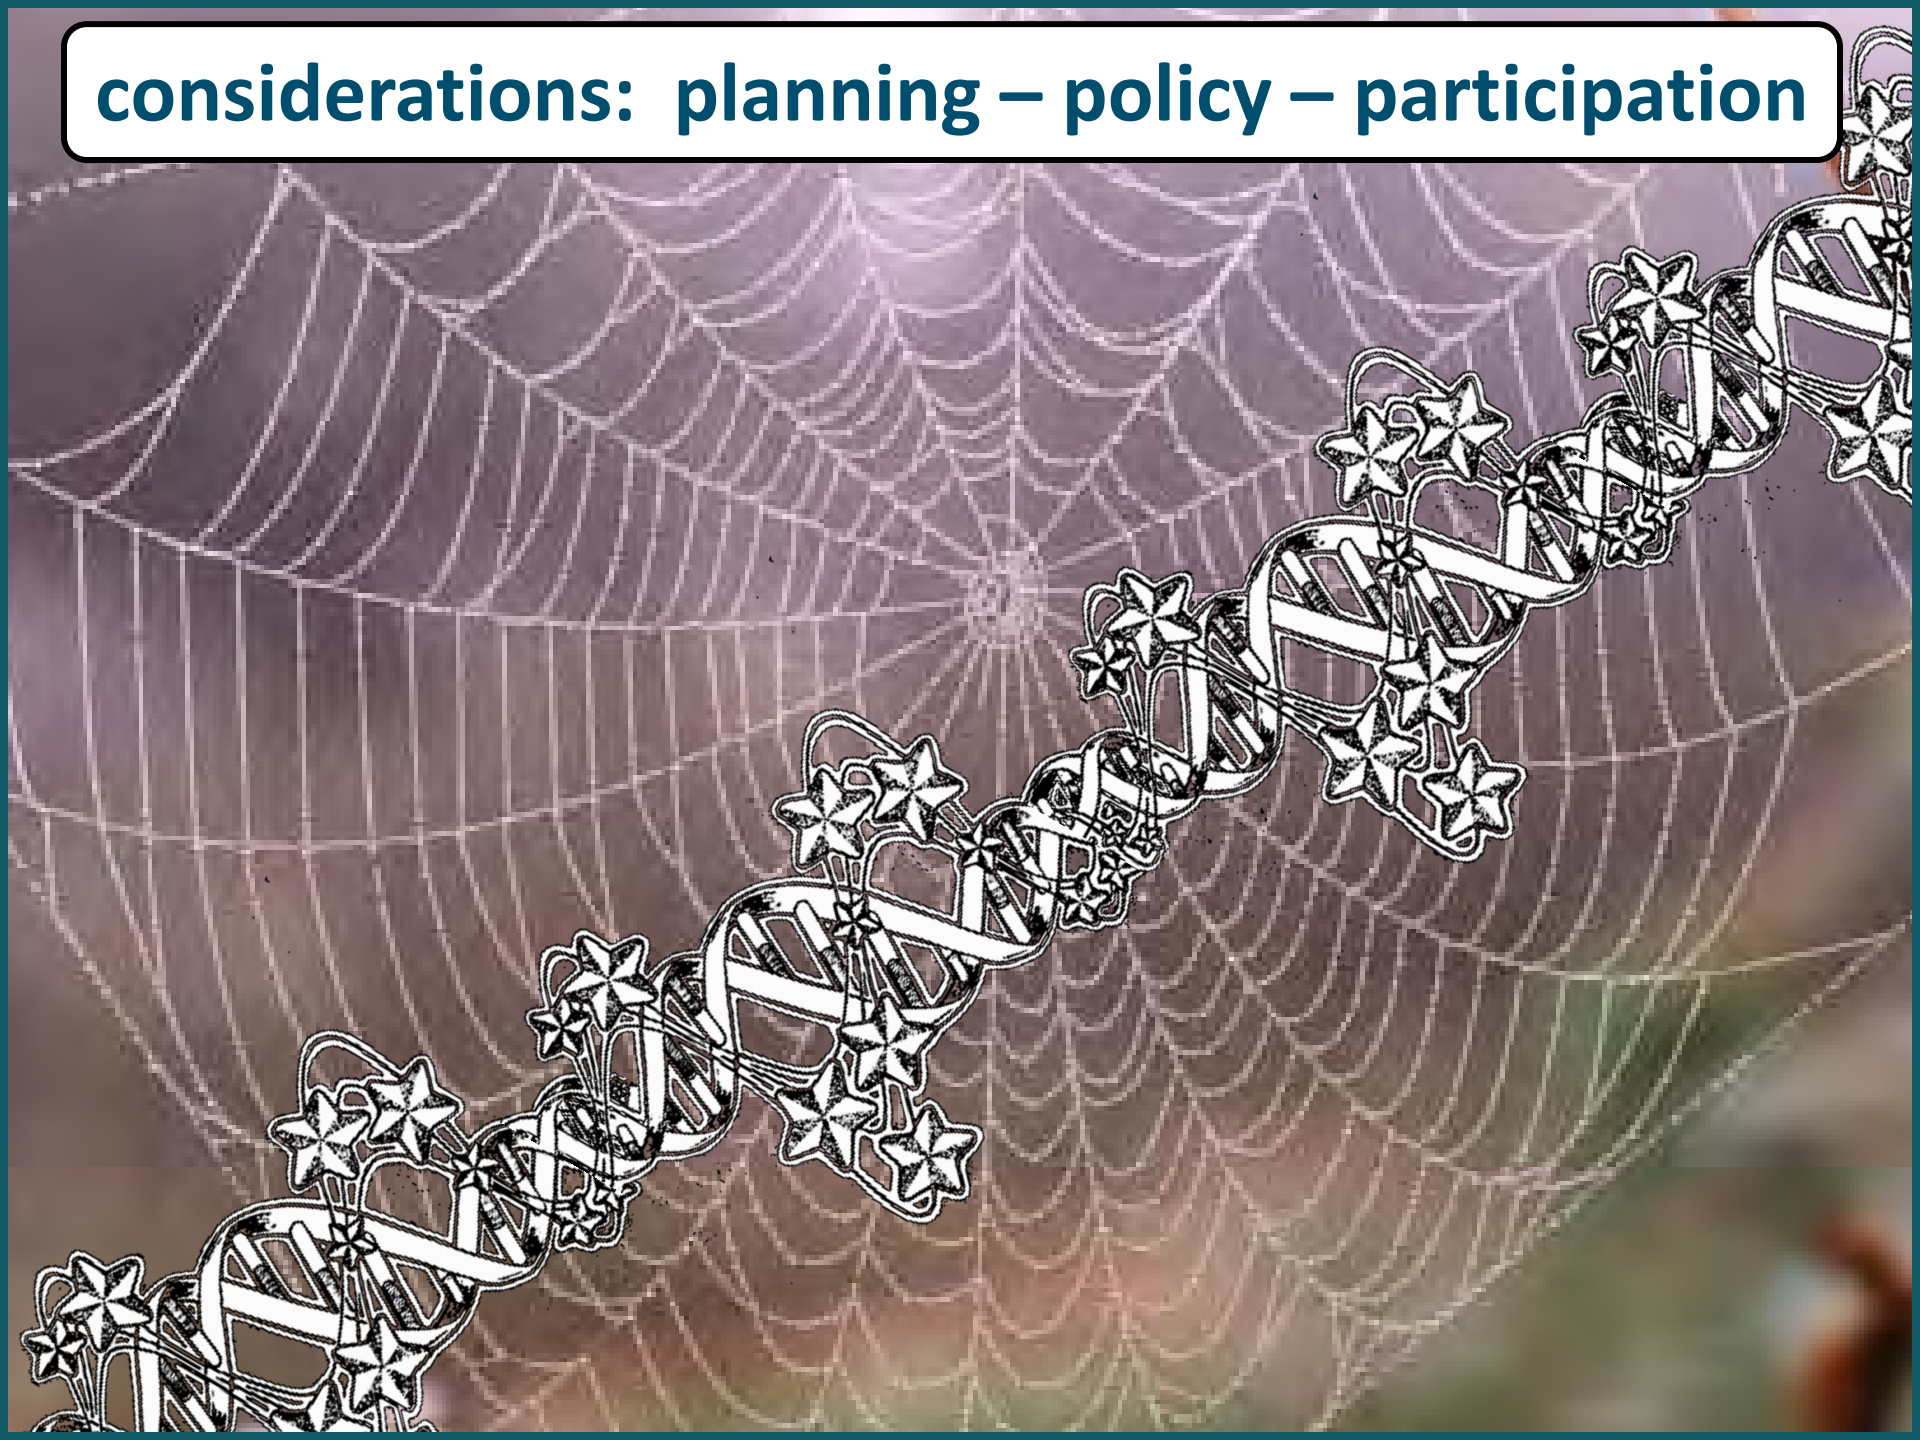 considerations:  planning – policy – participation